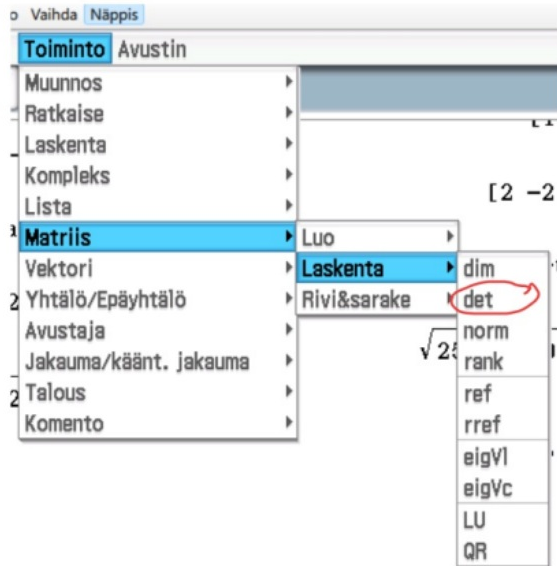 Vaihda Näppis
Toiminto Avustin
Muunnos
Ratkaise
Laskenta
Kompleks
Lista
[2 -2
Matriis
Luo
Vektori
Laskenta
dim
Yhtälö/Epäyhtälö
Rivi&sarake
det
Avustaja
norm
Jakauma/käänt. jakauma
√25
rank
Talous
ref
Komento
rref
eigVl
eigVc
LU
QR